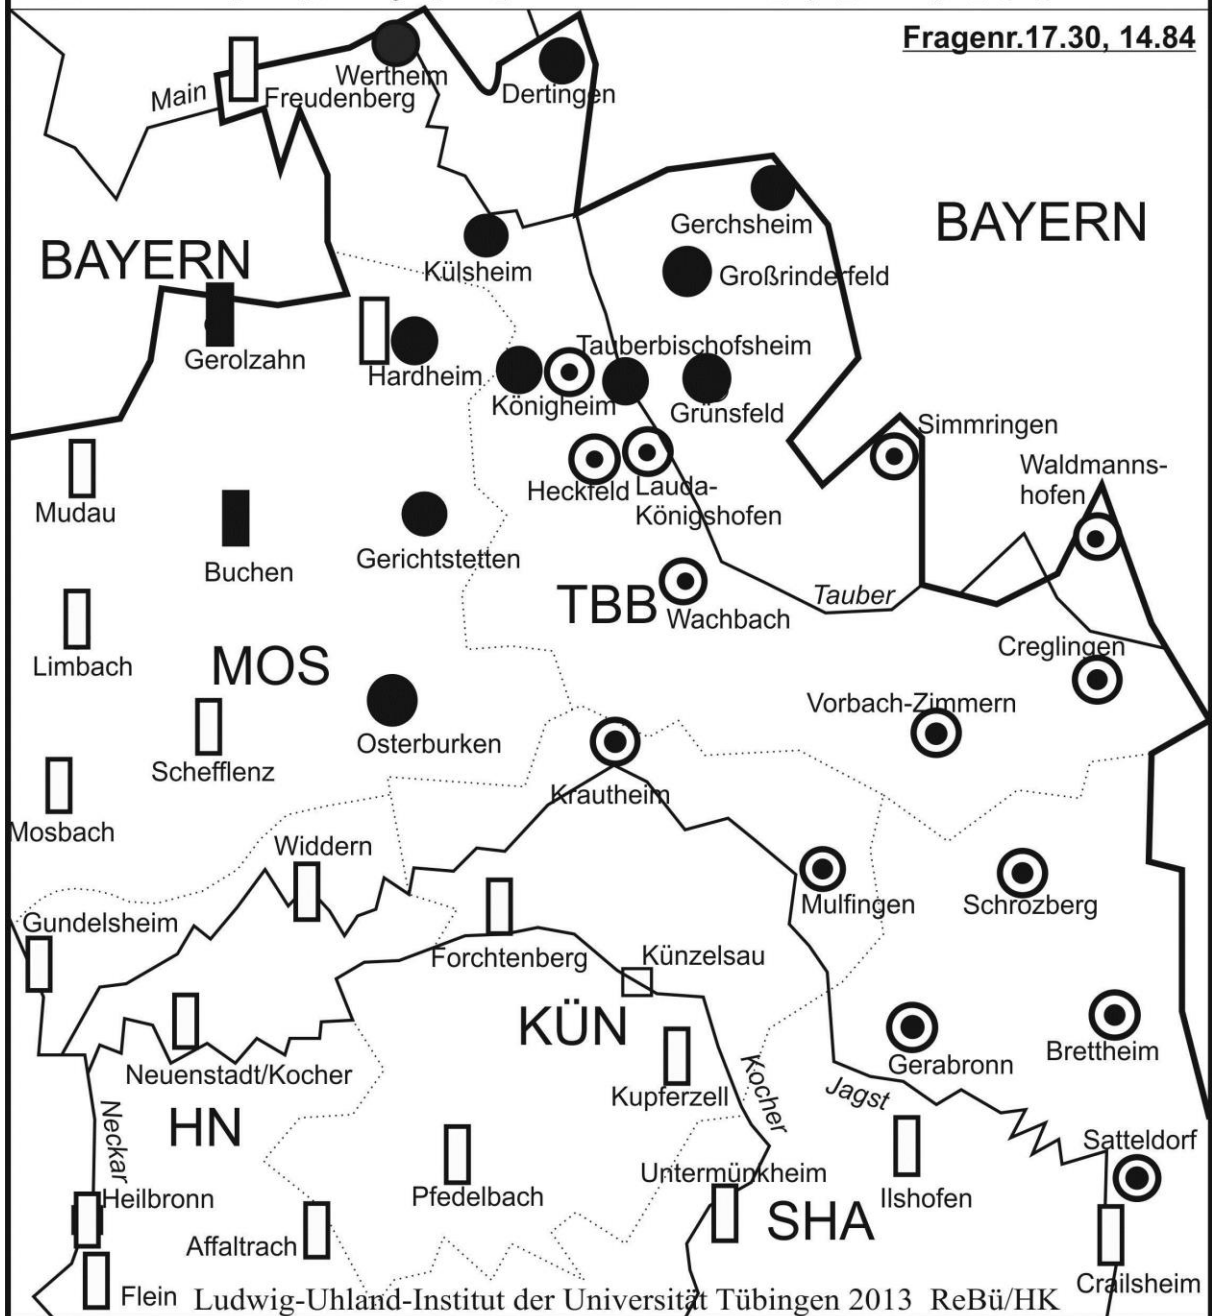 Fragenr.17.30, 14.84
Wertheim
Main
Freudenberg
Dertingen
BAYERN
Gerchsheim
BAYERN
Külsheim
Großrinderfeld
Gerolzahn
Tauberbischofsheim
Hardheim
Königheim
Grünsfeld
Simmringen
Waldmanns-
hofen
Heckfeld
Lauda-
Königshofen
Mudau
Gerichtstetten
Buchen
TBB
Tauber
Wachbach
Creglingen
Limbach
MOS
Vorbach-Zimmern
Osterburken
Schefflenz
Krautheim
Mosbach
Widdern
Mulfingen
Schrozberg
Gundelsheim
Forchtenberg
Künzelsau
KÜN
Brettheim
Gerabronn
Neuenstadt/Kocher
Kupferzell
Kocher
Jagst
HN
Neckar
Satteldorf
Untermünkheim
Pfedelbach
Ilshofen
Heilbronn
SHA
Affaltrach
Crailsheim
Flein
Ludwig-Uhland-Institut der Universität Tübingen 2013 ReBü/HK